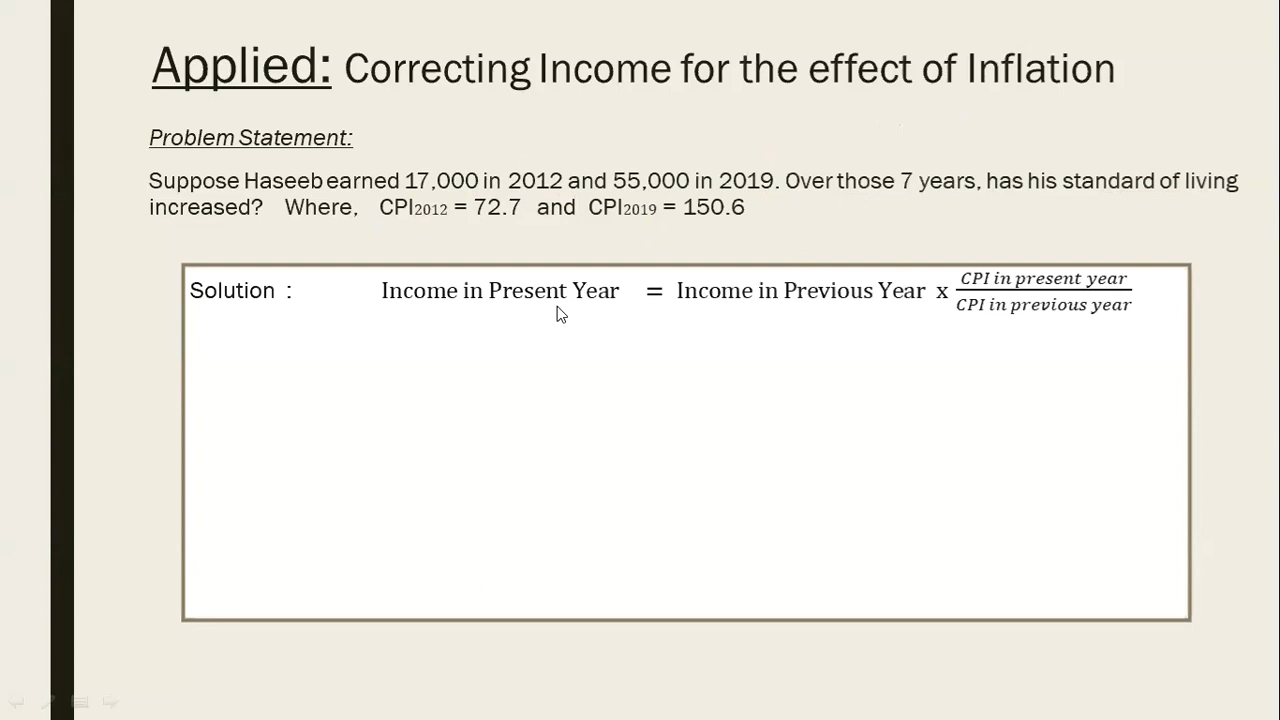 Applied: Correcting Income for the effect of Inflation
Problem Statement:
Suppose Haseeb earned 17,000 in 2012 and 55,000 in 2019. Over those 7 years, has his standard of living
increased? Where, CPI2012 = 72.7 and CPI2019 = 150.6
Solution : Income in Present Year = Income in Previous Year x CPI in present year / CPI in previous year